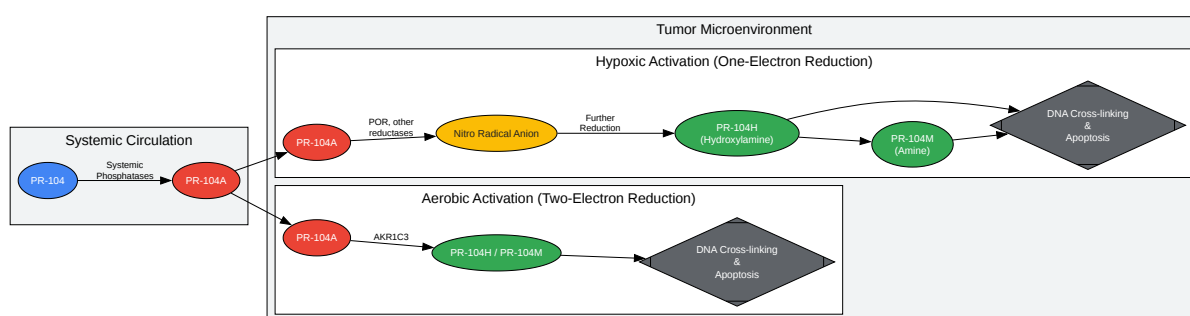 Tumor Microenvironment
Hypoxic Activation (One-Electron Reduction)
Systemic Circulation
PR-104
Systemic
Phosphatases
PR-104A
PR-104A
POR, other
reductases
Nitro Radical Anion
Further
Reduction
PR-104H
(Hydroxylamine)
PR-104M
(Amine)
DNA Cross-linking
&
Apoptosis
Aerobic Activation (Two-Electron Reduction)
PR-104A
AKR1C3
PR-104H / PR-104M
DNA Cross-linking
&
Apoptosis